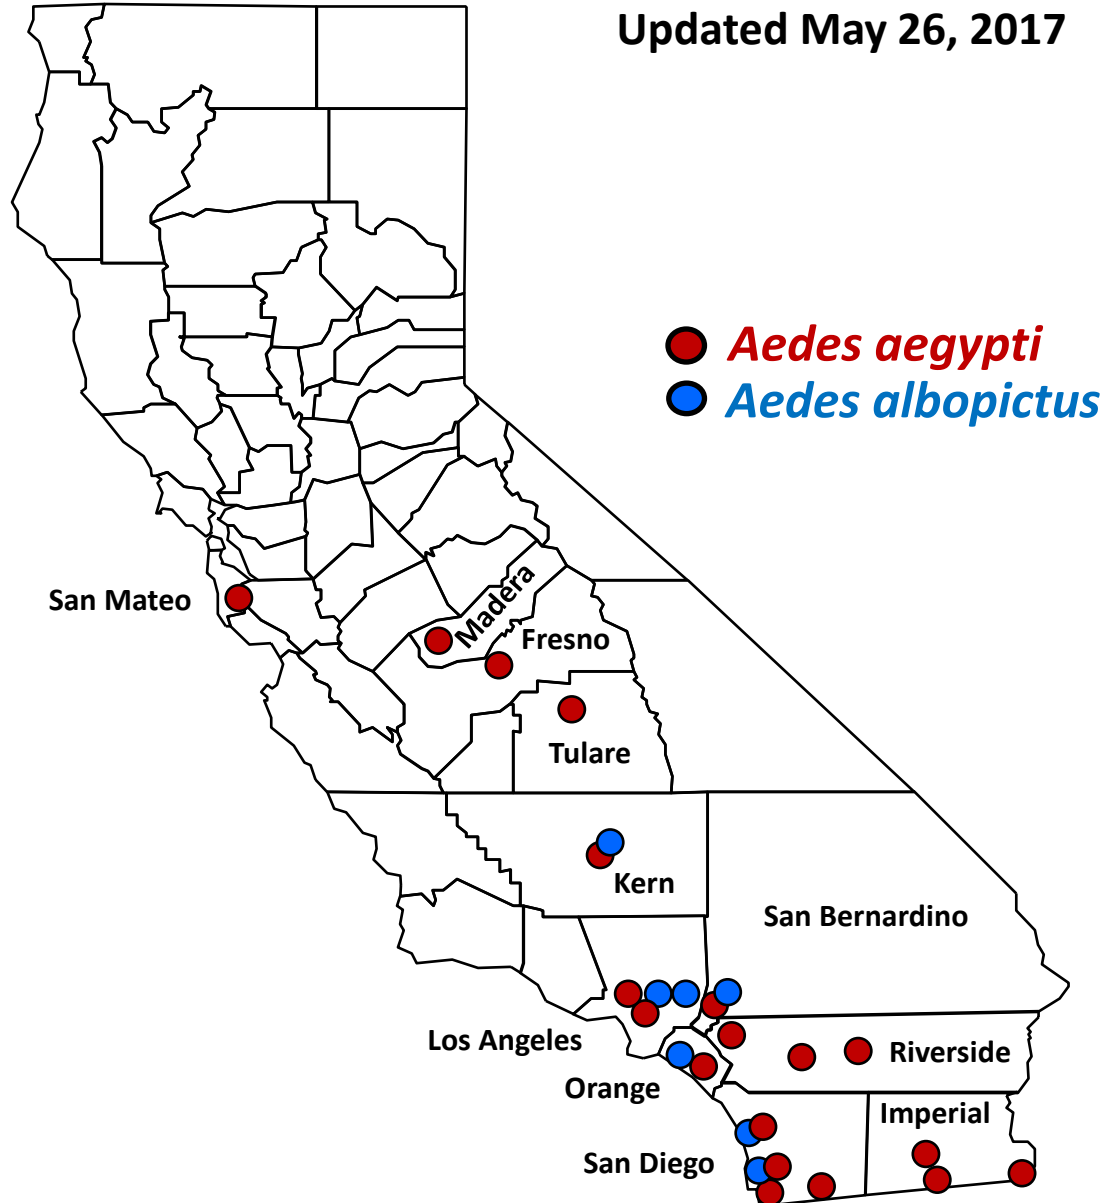 Updated May 26, 2017
Aedes aegypti
Aedes albopictus
San Mateo
Madera
Fresno
Tulare
Kern
San Bernardino
Los Angeles
Riverside
Orange
Imperial
San Diego